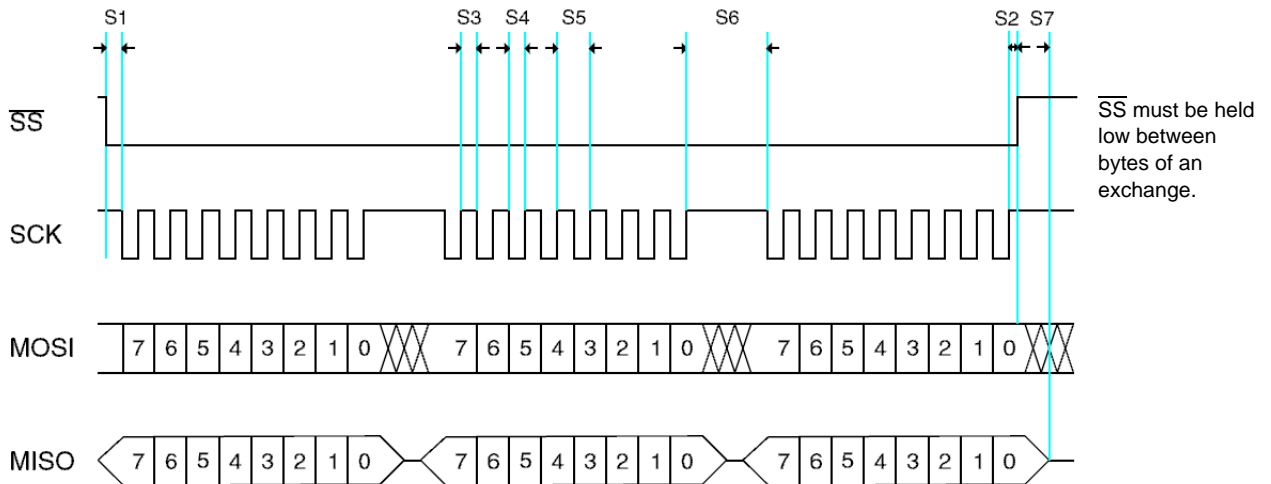 S1 S3 S4 S5 S6 S2 S7
SS
SS must be held
low between
bytes of an
exchange.
SCK
MOSI 7 6 5 4 3 2 1 0 7 6 5 4 3 2 1 0 7 6 5 4 3 2 1 0
MISO 7 6 5 4 3 2 1 0 7 6 5 4 3 2 1 0 7 6 5 4 3 2 1 0